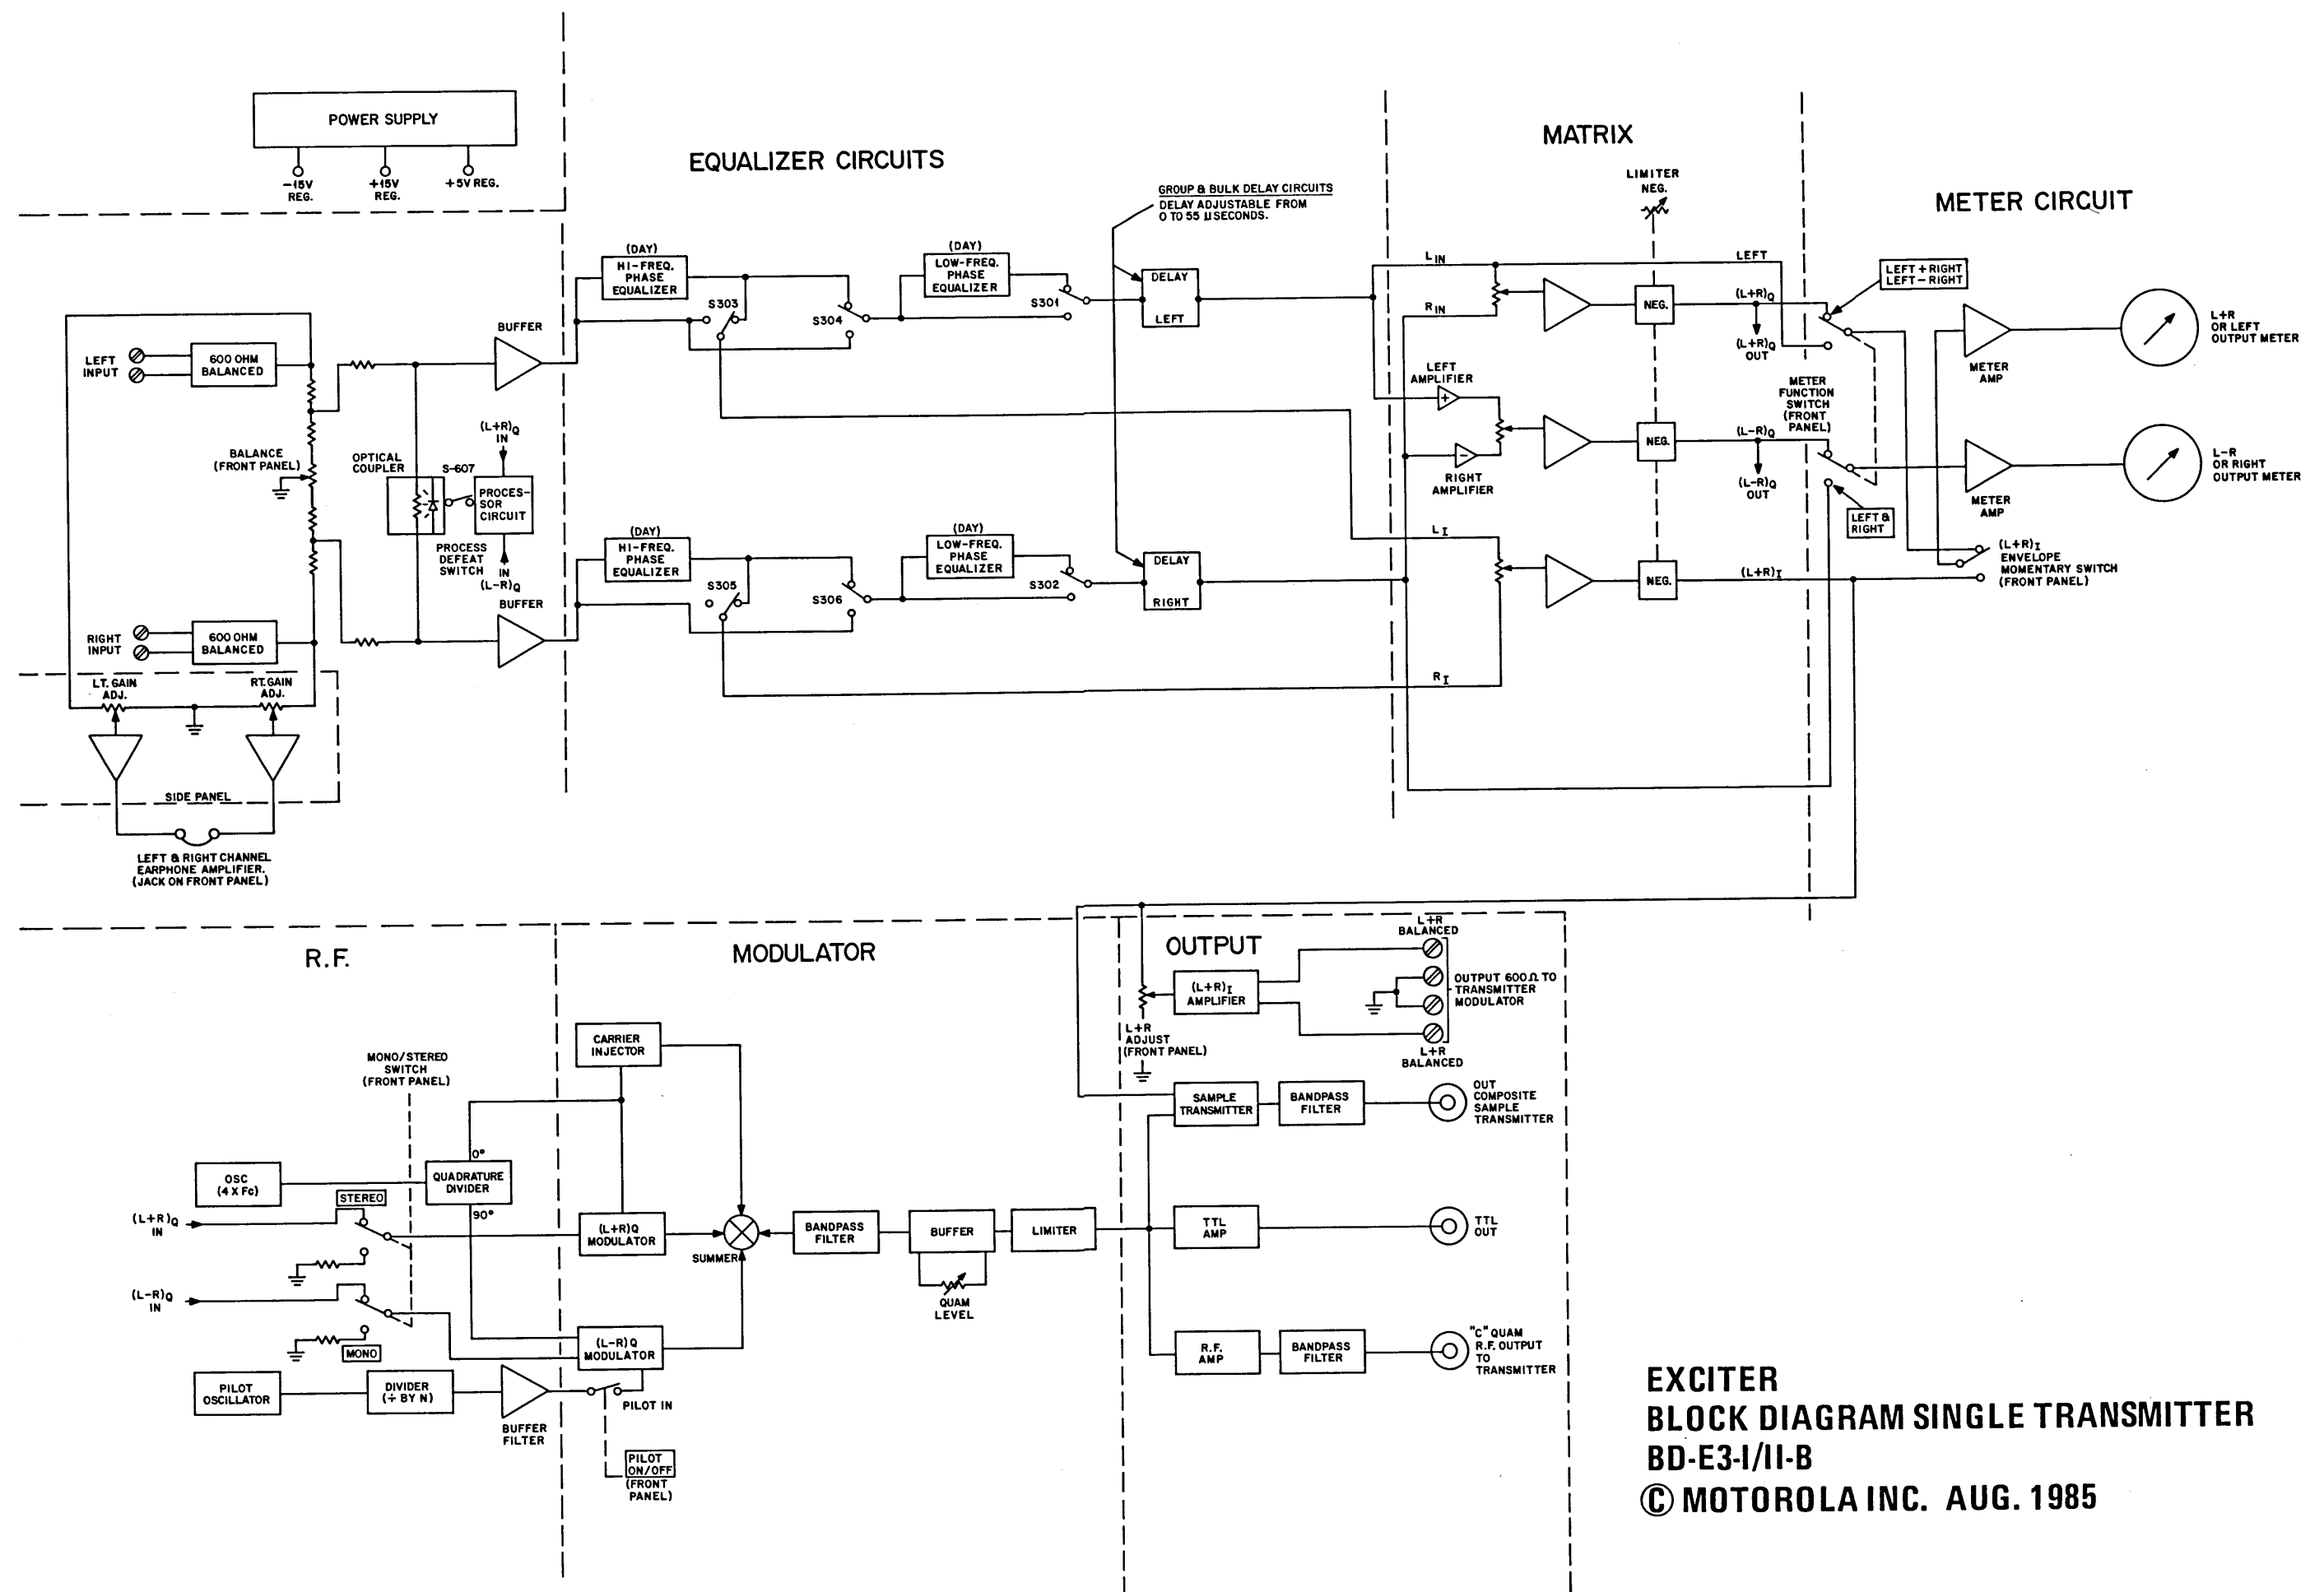 POWER SUPPLY
-15V
REG.
+15V
REG.
+5V REG.
EQUALIZER CIRCUITS
MATRIX
METER CIRCUIT
GROUP & BULK DELAY CIRCUITS
DELAY ADJUSTABLE FROM
0 TO 55 µ SECONDS.
LIMITER
NEG.
LEFT
INPUT
600 OHM
BALANCED
BALANCE
(FRONT PANEL)
OPTICAL
COUPLER
S-607
(L+R)Q
IN
PROCES-
SOR
CIRCUIT
PROCESS
DEFEAT
SWITCH
IN
(L-R)Q
BUFFER
BUFFER
RIGHT
INPUT
600 OHM
BALANCED
LT. GAIN
ADJ.
RT. GAIN
ADJ.
SIDE PANEL
LEFT & RIGHT CHANNEL
EARPHONE AMPLIFIER.
(JACK ON FRONT PANEL)
(DAY)
HI-FREQ.
PHASE
EQUALIZER
S303
S304
(DAY)
LOW-FREQ.
PHASE
EQUALIZER
S301
DELAY
LEFT
(DAY)
HI-FREQ.
PHASE
EQUALIZER
S305
S306
(DAY)
LOW-FREQ.
PHASE
EQUALIZER
S302
DELAY
RIGHT
L IN
R IN
LEFT
AMPLIFIER
+
-
RIGHT
AMPLIFIER
L I
R I
NEG.
NEG.
NEG.
LEFT
(L+R)Q
(L+R)Q
OUT
(L-R)Q
(L-R)Q
OUT
(L+R)I
METER
FUNCTION
SWITCH
(FRONT
PANEL)
LEFT + RIGHT
LEFT - RIGHT
LEFT &
RIGHT
METER
AMP
METER
AMP
L+R
OR LEFT
OUTPUT METER
L-R
OR RIGHT
OUTPUT METER
(L+R)I
ENVELOPE
MOMENTARY SWITCH
(FRONT PANEL)
R.F.
MODULATOR
OUTPUT
MONO/STEREO
SWITCH
(FRONT PANEL)
OSC
(4 X Fc)
QUADRATURE
DIVIDER
0°
90°
STEREO
(L+R)Q
IN
(L-R)Q
IN
MONO
PILOT
OSCILLATOR
DIVIDER
(÷ BY N)
BUFFER
FILTER
PILOT IN
PILOT
ON/OFF
(FRONT
PANEL)
CARRIER
INJECTOR
(L+R)Q
MODULATOR
(L-R)Q
MODULATOR
SUMMER
BANDPASS
FILTER
BUFFER
QUAM
LEVEL
LIMITER
L+R
ADJUST
(FRONT PANEL)
(L+R)I
AMPLIFIER
L+R
BALANCED
OUTPUT 600 Ω TO
TRANSMITTER
MODULATOR
L+R
BALANCED
SAMPLE
TRANSMITTER
BANDPASS
FILTER
OUT
COMPOSITE
SAMPLE
TRANSMITTER
TTL
AMP
TTL
OUT
R.F.
AMP
BANDPASS
FILTER
"C" QUAM
R.F. OUTPUT
TO
TRANSMITTER
EXCITER
BLOCK DIAGRAM SINGLE TRANSMITTER
BD-E3-I/II-B
© MOTOROLA INC. AUG. 1985